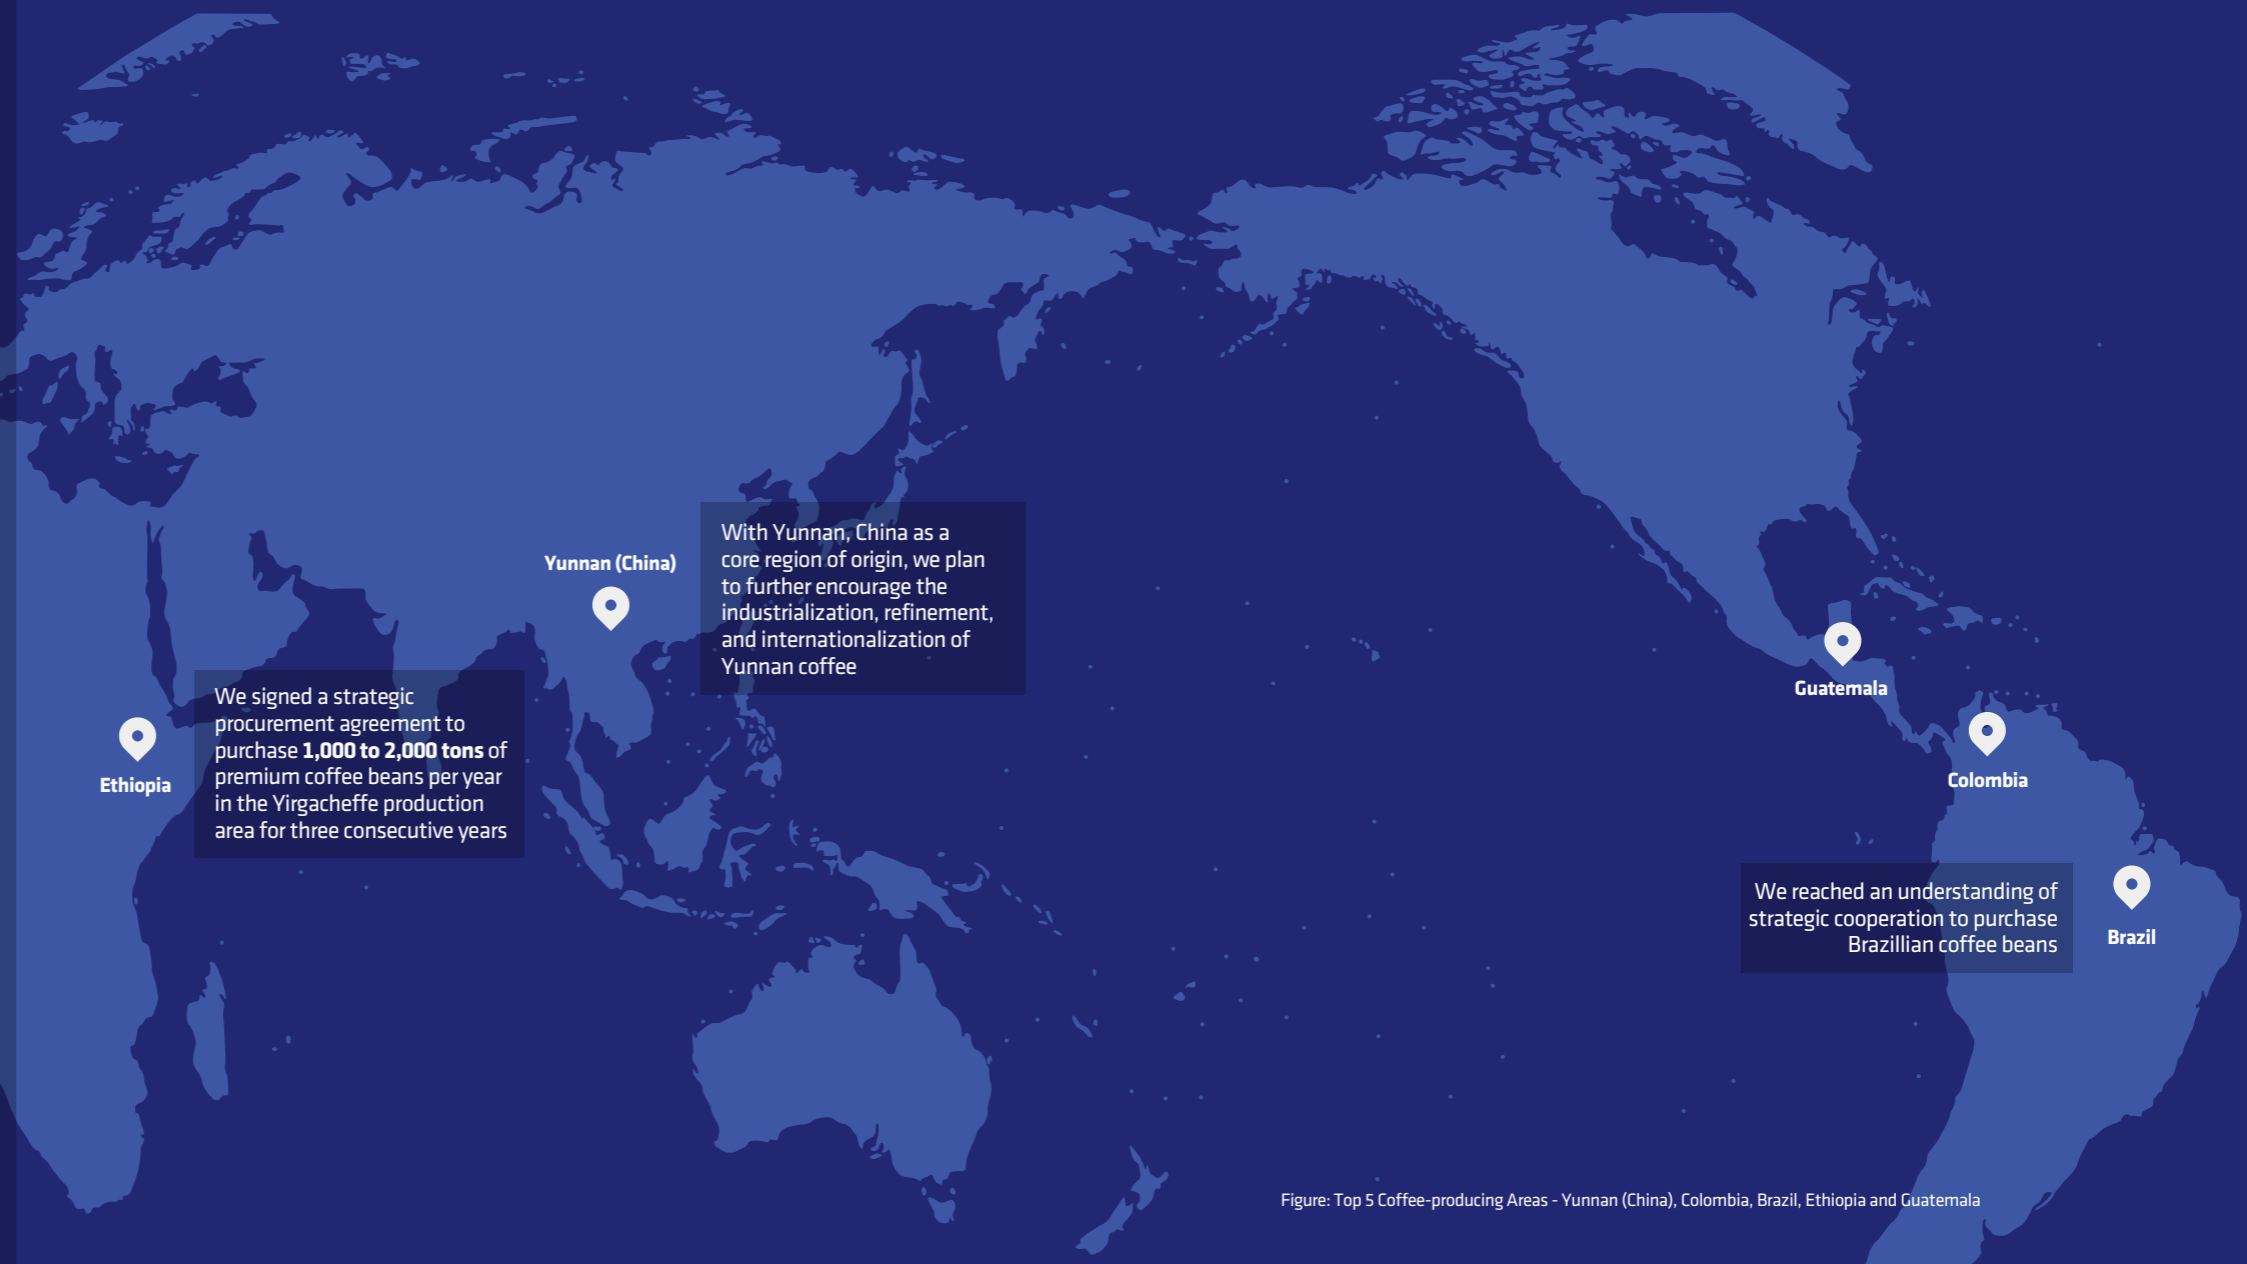 Yunnan (China)
With Yunnan, China as a
core region of origin, we plan
to further encourage the
industrialization, refinement,
and internationalization of
Yunnan coffee
Ethiopia
We signed a strategic
procurement agreement to
purchase 1,000 to 2,000 tons of
premium coffee beans per year
in the Yirgacheffe production
area for three consecutive years
Guatemala
Colombia
We reached an understanding of
strategic cooperation to purchase
Brazillian coffee beans
Brazil
Figure: Top 5 Coffee-producing Areas - Yunnan (China), Colombia, Brazil, Ethiopia and Guatemala